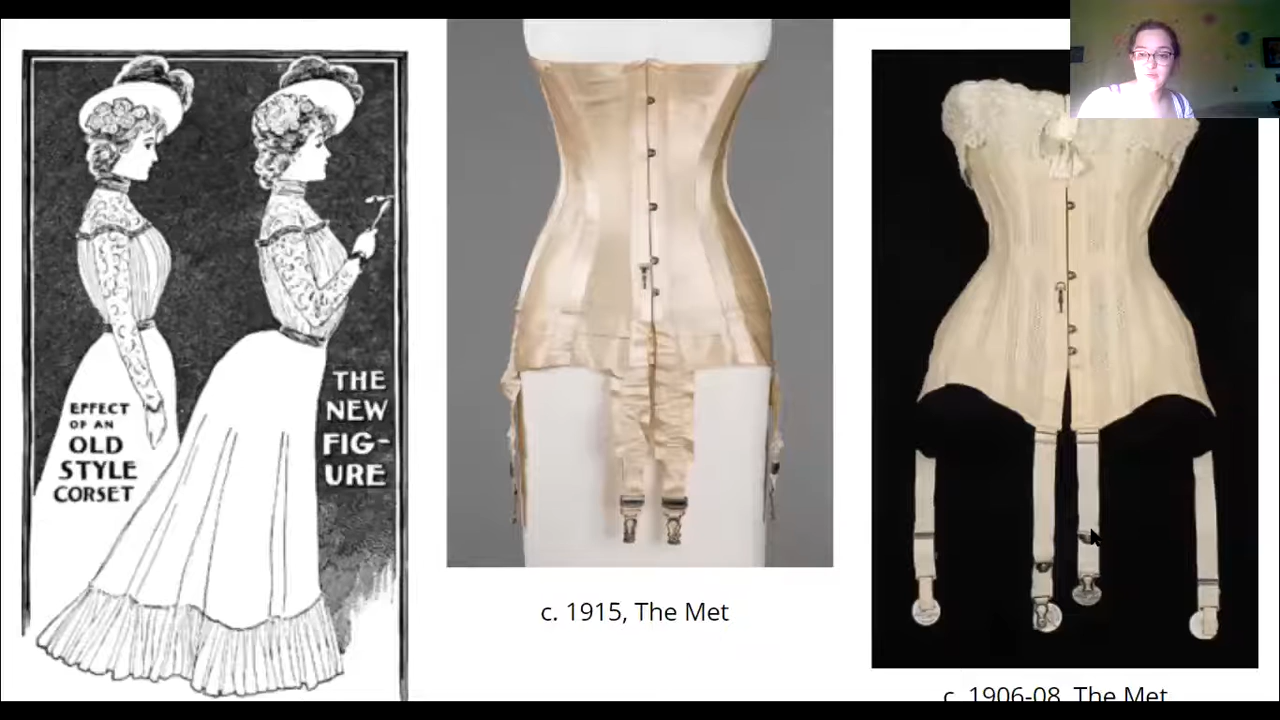 EFFECT
OF AN
OLD
STYLE
CORSET
THE
NEW
FIG-
URE
c. 1915, The Met
c. 1906-08, The Met